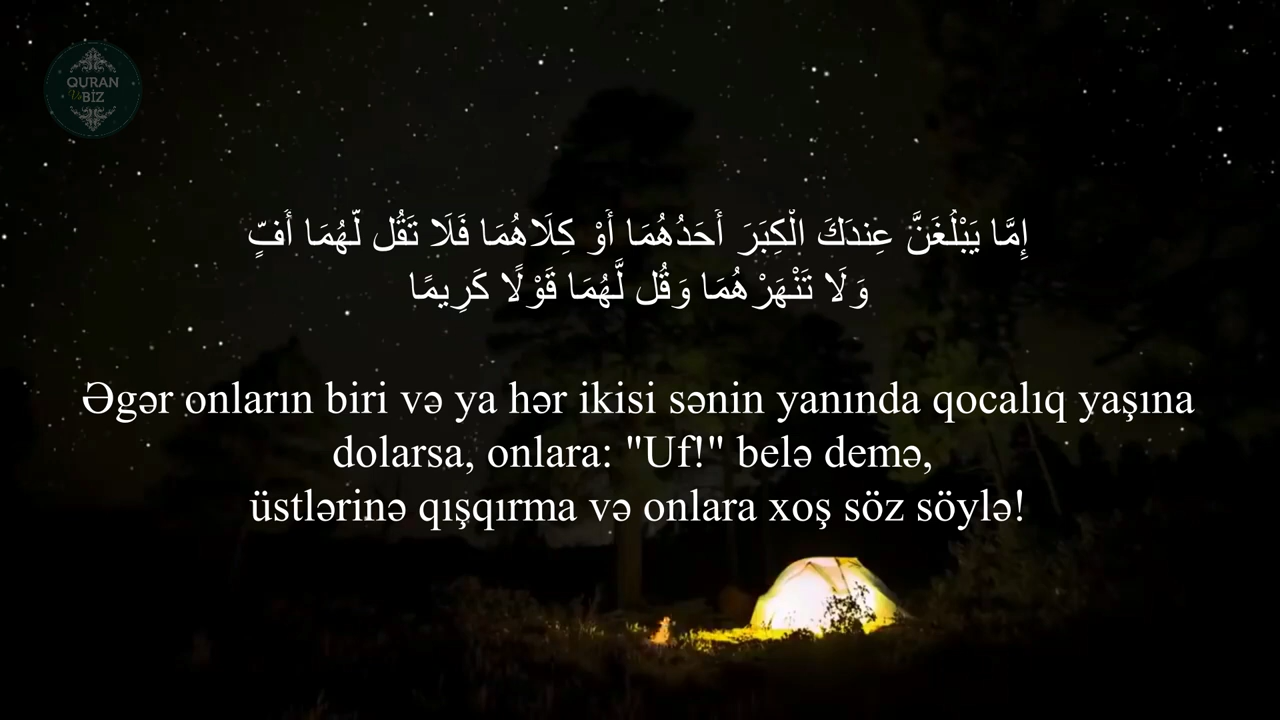 QURAN
Və BİZ
إِمَّا يَبْلُغَنَّ عِندَكَ الْكِبَرَ أَحَدُهُمَا أَوْ كِلَاهُمَا فَلَا تَقُل لَّهُمَا أُفٍّ
وَلَا تَنْهَرْهُمَا وَقُل لَّهُمَا قَوْلًا كَرِيمًا
Əgər onların biri və ya hər ikisi sənin yanında qocalıq yaşına
dolarsa, onlara: "Uf!" belə demə,
üstlərinə qışqırma və onlara xoş söz söylə!